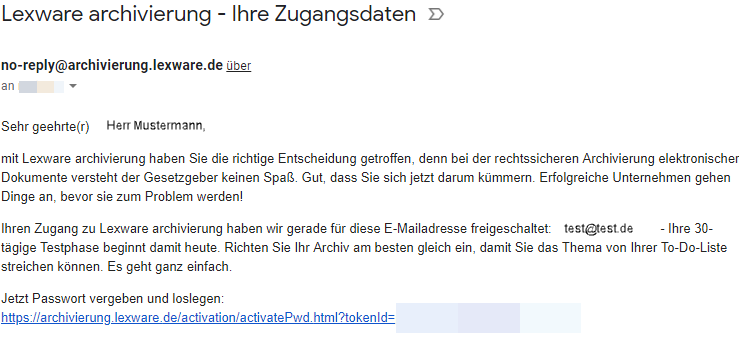 Lexware archivierung - Ihre Zugangsdaten
no-reply@archivierung.lexware.de über
an
Sehr geehrte(r) Herr Mustermann,
mit Lexware archivierung haben Sie die richtige Entscheidung getroffen, denn bei der rechtssicheren Archivierung elektronischer
Dokumente versteht der Gesetzgeber keinen Spaß. Gut, dass Sie sich jetzt darum kümmern. Erfolgreiche Unternehmen gehen
Dinge an, bevor sie zum Problem werden!
Ihren Zugang zu Lexware archivierung haben wir gerade für diese E-Mailadresse freigeschaltet: test@test.de - Ihre 30-
tägige Testphase beginnt damit heute. Richten Sie Ihr Archiv am besten gleich ein, damit Sie das Thema von Ihrer To-Do-Liste
streichen können. Es geht ganz einfach.
Jetzt Passwort vergeben und loslegen:
https://archivierung.lexware.de/activation/activatePwd.html?tokenId=